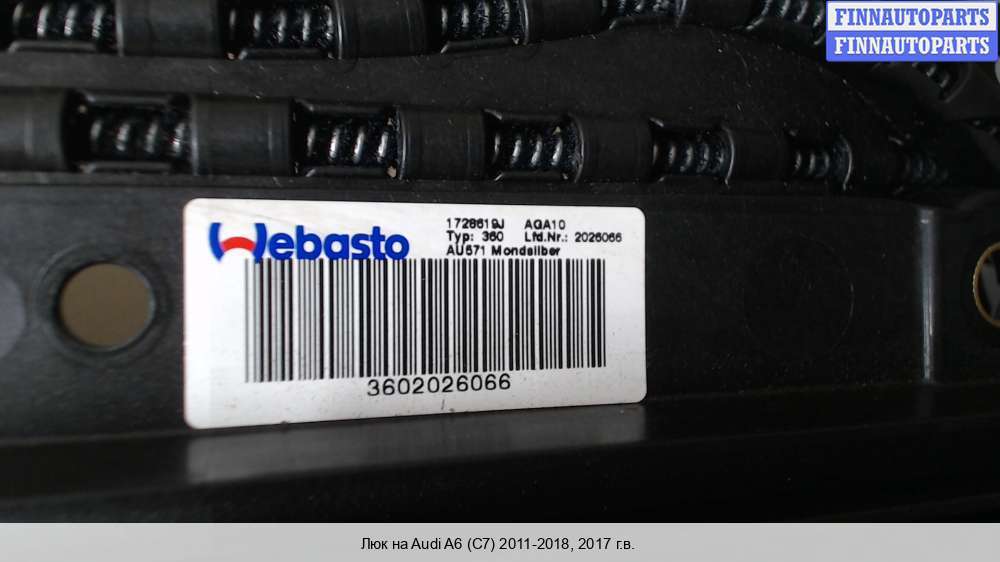 FINNAUTOPARTS
FINNAUTOPARTS
Webasto
1728619J AGA10
Typ: 360 Lfd.Nr.: 2026066
AU571 Mondsilber
3602026066
Люк на Audi A6 (C7) 2011-2018, 2017 г.в.